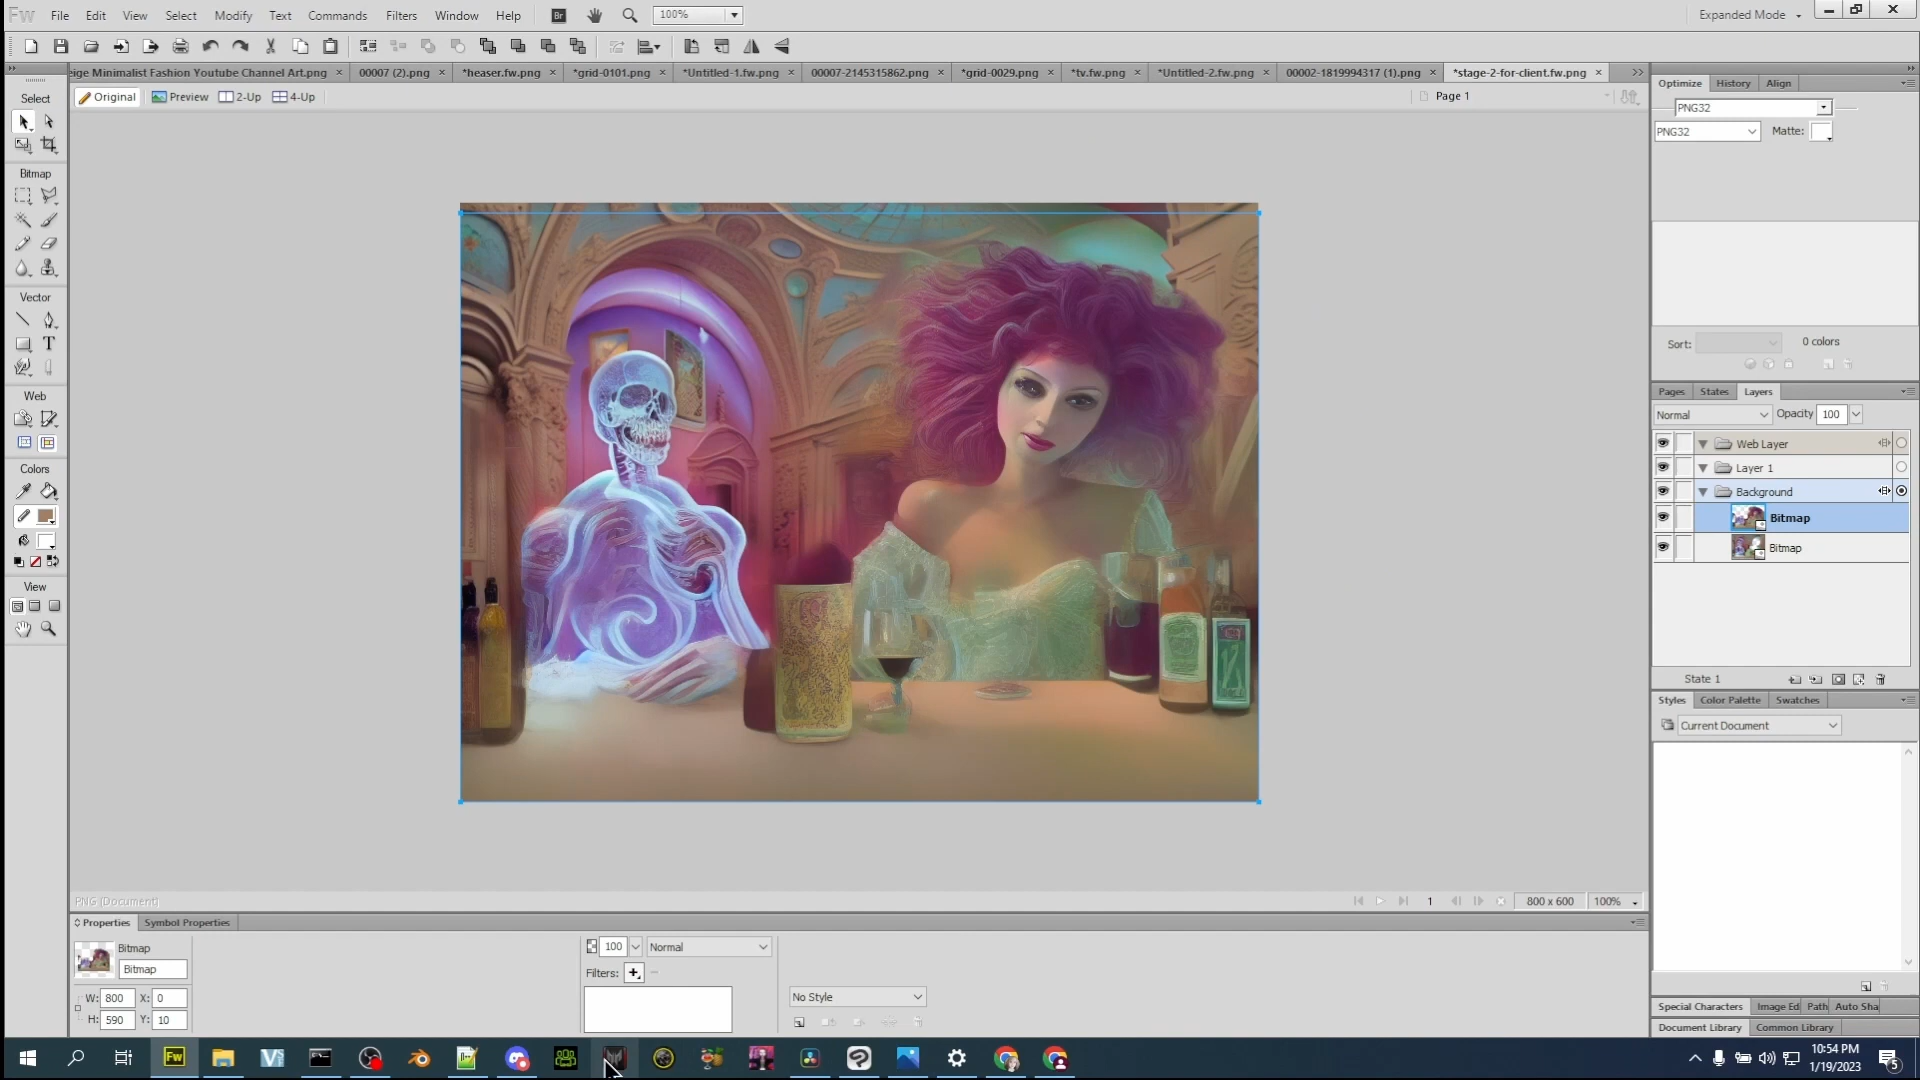 Fw File Edit View Select Modify Text Commands Filters Window Help Br 100% Expanded Mode
eige Minimalist Fashion Youtube Channel Art.png 00007 (2).png *heaser.fw.png *grid-0101.png *Untitled-1.fw.png 00007-2145315862.png *grid-0029.png *tv.fw.png *Untitled-2.fw.png 00002-1819994317 (1).png *stage-2-for-client.fw.png
Original Preview 2-Up 4-Up Page 1
Select
Bitmap
Vector
T
Web
Colors
View
Optimize History Align
PNG32
PNG32 Matte:
Sort: 0 colors
Pages States Layers
Normal Opacity 100
Web Layer
Layer 1
Background
Bitmap
Bitmap
State 1
Styles Color Palette Swatches
Current Document
Special Characters Image Ed Path Auto Sha
Document Library Common Library
PNG (Document) 1 800 x 600 100%
Properties Symbol Properties
Bitmap
Bitmap
W: 800 X: 0
H: 590 Y: 10
100 Normal
Filters:
No Style
Fw
10:54 PM
1/19/2023
5